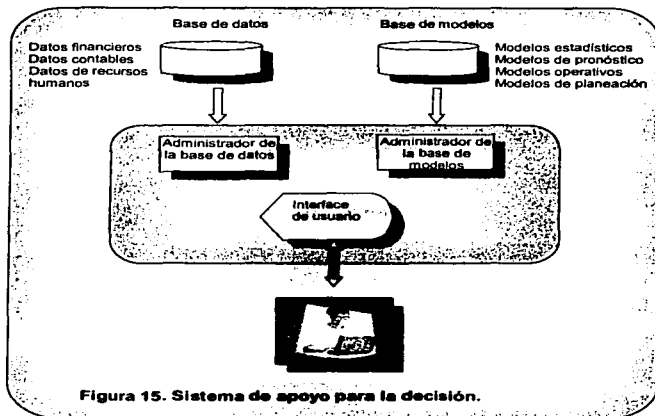 Base de datos
Base de modelos
Datos financieros
Datos contables
Datos de recursos
humanos
Modelos estadísticos
Modelos de pronóstico
Modelos operativos
Modelos de planeación
Administrador de
la base de datos
Administrador de
la base de
modelos
Interface
de usuario
Figura 15. Sistema de apoyo para la decisión.